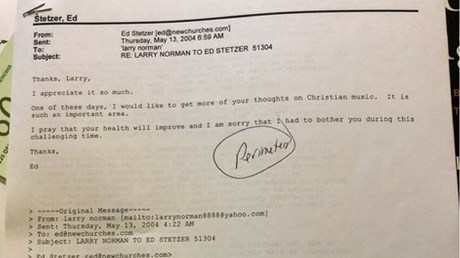 Stetzer, Ed
From: Ed Stetzer [ed@newchurches.com]
Sent: Thursday, May 13, 2004 6:59 AM
To: 'larry norman'
Subject: RE: LARRY NORMAN TO ED STETZER 51304
Thanks, Larry,
I appreciate it so much.
One of these days, I would like to get more of your thoughts on Christian music. It is
such an important area.
I pray that your health will improve and I am sorry that I had to bother you during this
challenging time.
Thanks,
Ed
Perimeter
> -----Original Message-----
> From: larry norman [mailto:larrynorman8888@yahoo.com]
> Sent: Thursday, May 13, 2004 4:22 AM
> To: ed@newchurches.com
> Subject: LARRY NORMAN TO ED STETZER 51304
>
> Ed Stetzer <ed@newchurches.com>